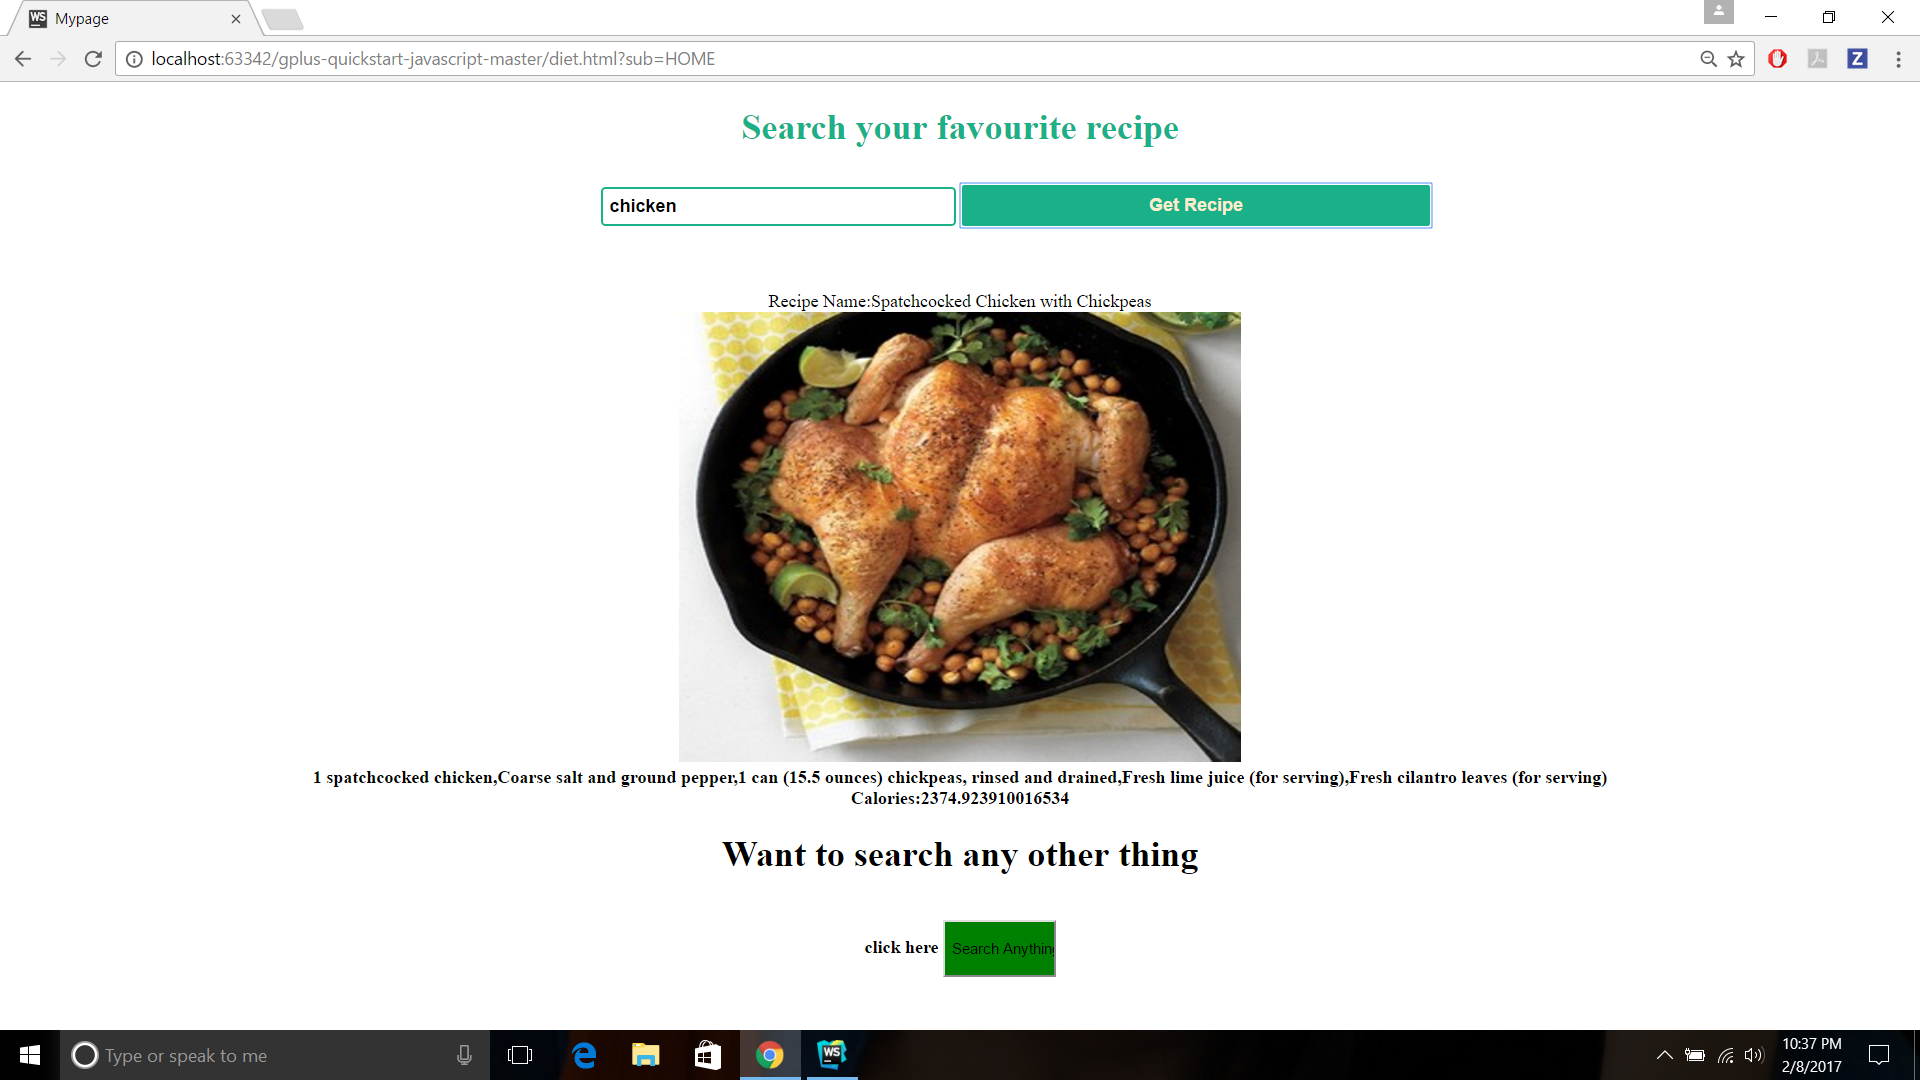 WS Mypage
localhost:63342/gplus-quickstart-javascript-master/diet.html?sub=HOME
Z
Search your favourite recipe
chicken Get Recipe
Recipe Name:Spatchcocked Chicken with Chickpeas
1 spatchcocked chicken,Coarse salt and ground pepper,1 can (15.5 ounces) chickpeas, rinsed and drained,Fresh lime juice (for serving),Fresh cilantro leaves (for serving)
Calories:2374.923910016534
Want to search any other thing
click here Search Anythin
Type or speak to me
WS
10:37 PM
2/8/2017